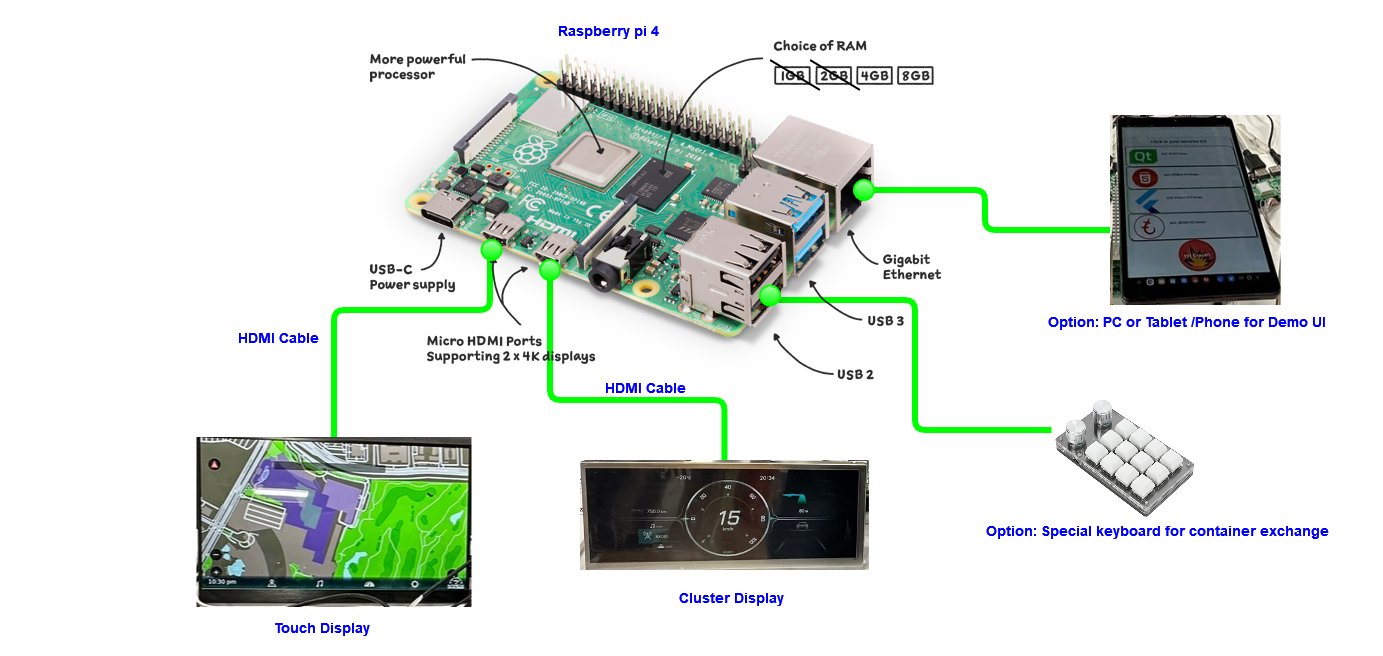 Raspberry pi 4
More powerful
processor
Choice of RAM
1GB 2GB 4GB 8GB
HDMI
USB-C
Power supply
Micro HDMI Ports
Supporting 2 x 4K displays
Gigabit
Ethernet
USB 3
USB 2
HDMI Cable
HDMI Cable
Qt
Option: PC or Tablet /Phone for Demo UI
Option: Special keyboard for container exchange
10:30 pm
Touch Display
20:34
15
km/h
RADIO
Cluster Display